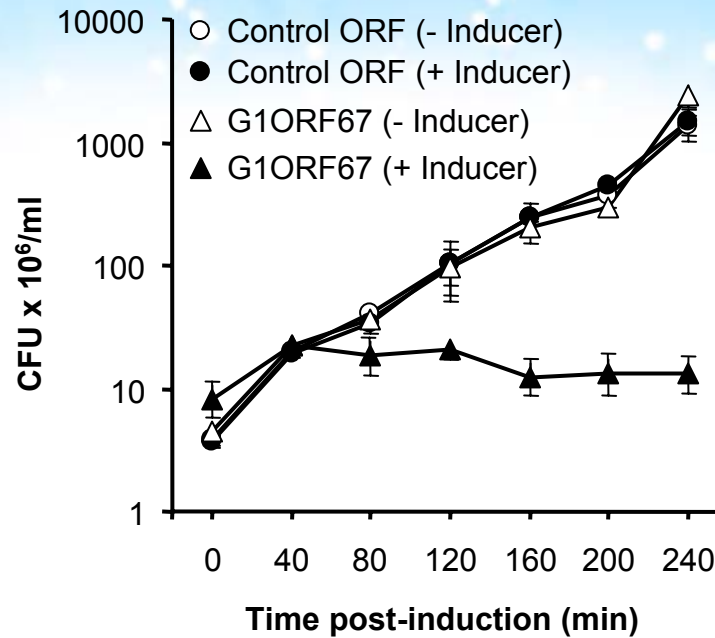 10000
1000
100
10
1
CFU x 10⁶/ml
Control ORF (- Inducer)
Control ORF (+ Inducer)
G1ORF67 (- Inducer)
G1ORF67 (+ Inducer)
0 40 80 120 160 200 240
Time post-induction (min)